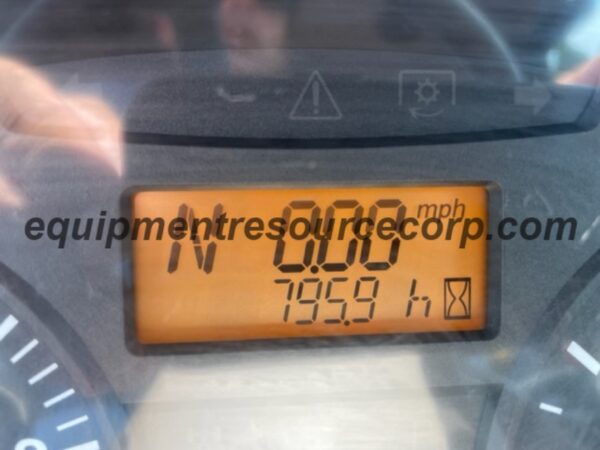 N 0.00 mph
equipmentresourcecorp.com
795.9 h